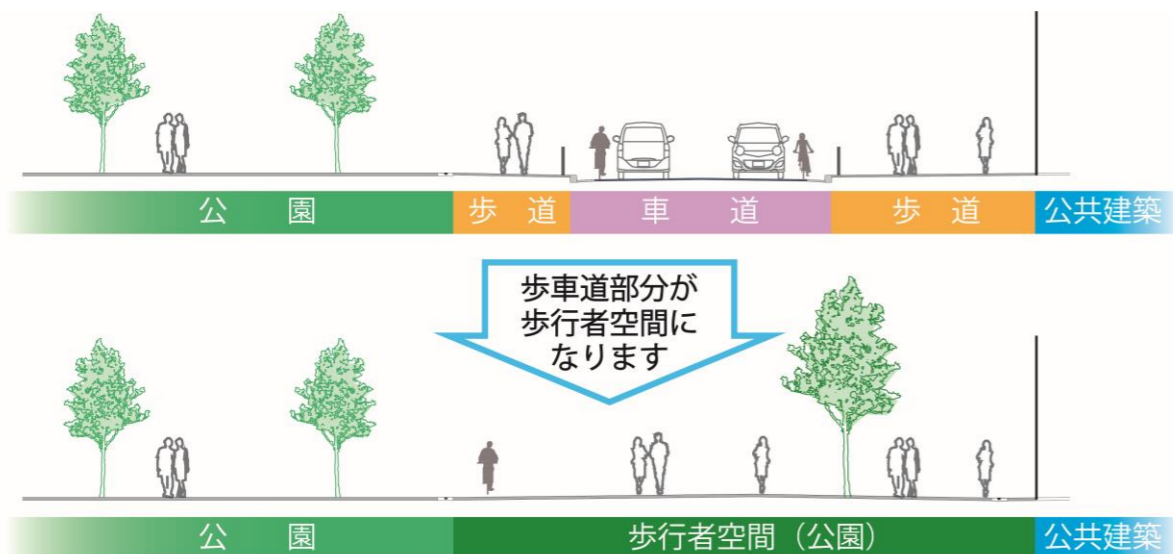 公園 歩道 車道 歩道 公共建築
歩車道部分が
歩行者空間に
なります
公園 歩行者空間（公園） 公共建築